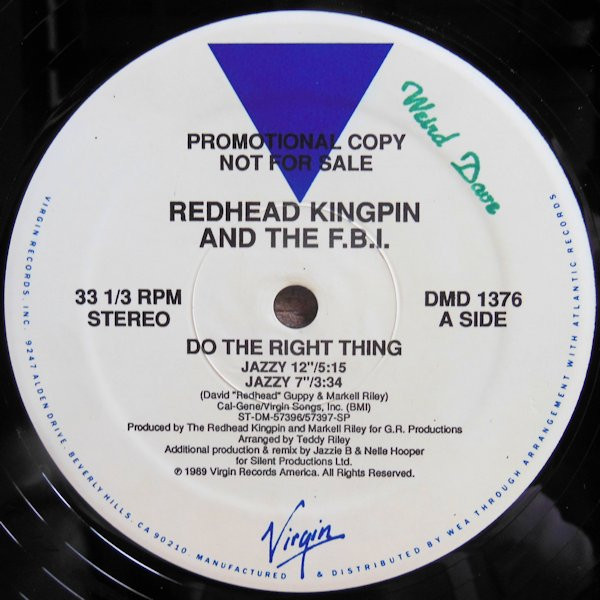 PROMOTIONAL COPY
NOT FOR SALE
Weird Dave
REDHEAD KINGPIN
AND THE F.B.I.
33 1/3 RPM
STEREO
DMD 1376
A SIDE
DO THE RIGHT THING
JAZZY 12"/5:15
JAZZY 7"/3:34
(David "Redhead" Guppy & Markell Riley)
Cal-Gene/Virgin Songs, Inc. (BMI)
ST-DM-57396/57397-SP
Produced by The Redhead Kingpin and Markell Riley for G.R. Productions
Arranged by Teddy Riley
Additional production & remix by Jazzie B & Nelle Hooper
for Silent Productions Ltd.
℗ 1989 Virgin Records America. All Rights Reserved.
Virgin
VIRGIN RECORDS, INC. 9247 ALDEN DRIVE, BEVERLY HILLS, CA 90210. MANUFACTURED & DISTRIBUTED BY WEA THROUGH ARRANGEMENT WITH ATLANTIC RECORDS